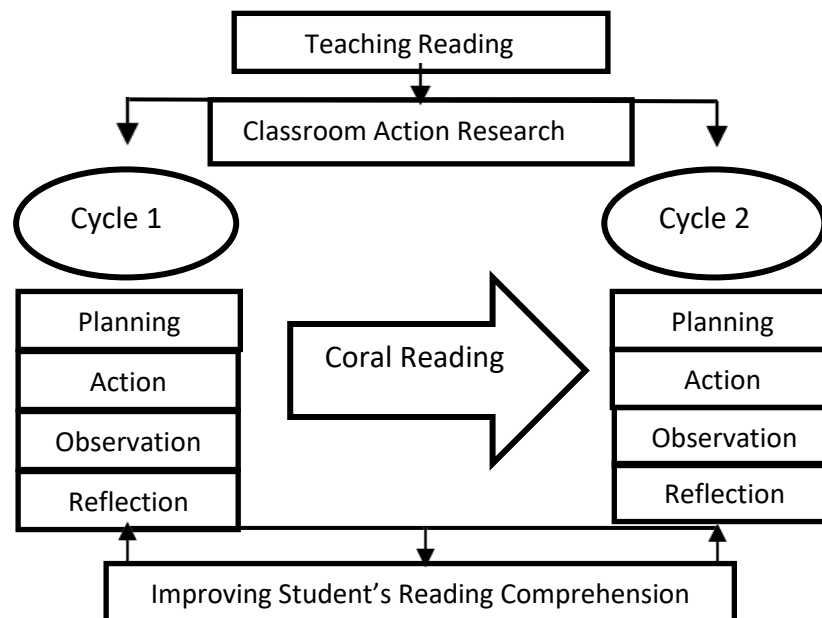 Teaching Reading
Classroom Action Research
Cycle 1
Cycle 2
Planning
Action
Observation
Reflection
Coral Reading
Planning
Action
Observation
Reflection
Improving Student’s Reading Comprehension